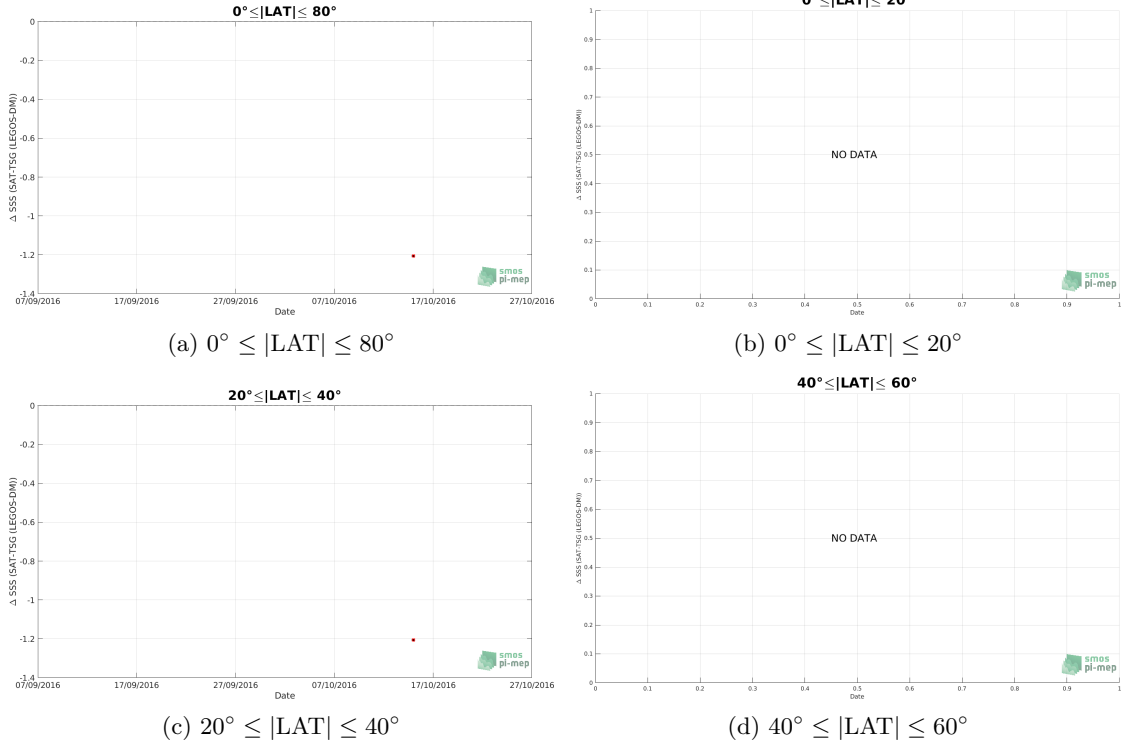 0°≤|LAT|≤ 80°
Δ SSS (SAT-TSG (LEGOS-DM))
0
-0.2
-0.4
-0.6
-0.8
-1
-1.2
-1.4
07/09/2016 17/09/2016 27/09/2016 07/10/2016 17/10/2016 27/10/2016
Date
smos
pi-mep
(a) 0° ≤ |LAT| ≤ 80°
0°≤|LAT|≤ 20°
Δ SSS (SAT-TSG (LEGOS-DM))
1
0.9
0.8
0.7
0.6
0.5
0.4
0.3
0.2
0.1
0
NO DATA
0 0.1 0.2 0.3 0.4 0.5 0.6 0.7 0.8 0.9 1
Date
smos
pi-mep
(b) 0° ≤ |LAT| ≤ 20°
20°≤|LAT|≤ 40°
Δ SSS (SAT-TSG (LEGOS-DM))
0
-0.2
-0.4
-0.6
-0.8
-1
-1.2
-1.4
07/09/2016 17/09/2016 27/09/2016 07/10/2016 17/10/2016 27/10/2016
Date
smos
pi-mep
(c) 20° ≤ |LAT| ≤ 40°
40°≤|LAT|≤ 60°
Δ SSS (SAT-TSG (LEGOS-DM))
1
0.9
0.8
0.7
0.6
0.5
0.4
0.3
0.2
0.1
0
NO DATA
0 0.1 0.2 0.3 0.4 0.5 0.6 0.7 0.8 0.9 1
Date
smos
pi-mep
(d) 40° ≤ |LAT| ≤ 60°